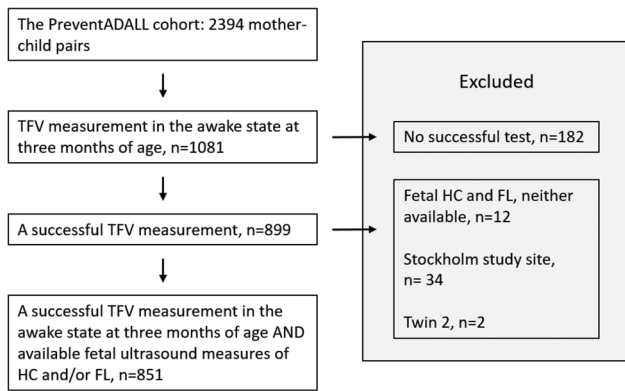 The PreventADALL cohort: 2394 mother-
child pairs
Excluded
TFV measurement in the awake state at
three months of age, n=1081
No successful test, n=182
A successful TFV measurement, n=899
Fetal HC and FL, neither
available, n=12
Stockholm study site,
n= 34
Twin 2, n=2
A successful TFV measurement in the
awake state at three months of age AND
available fetal ultrasound measures of
HC and/or FL, n=851